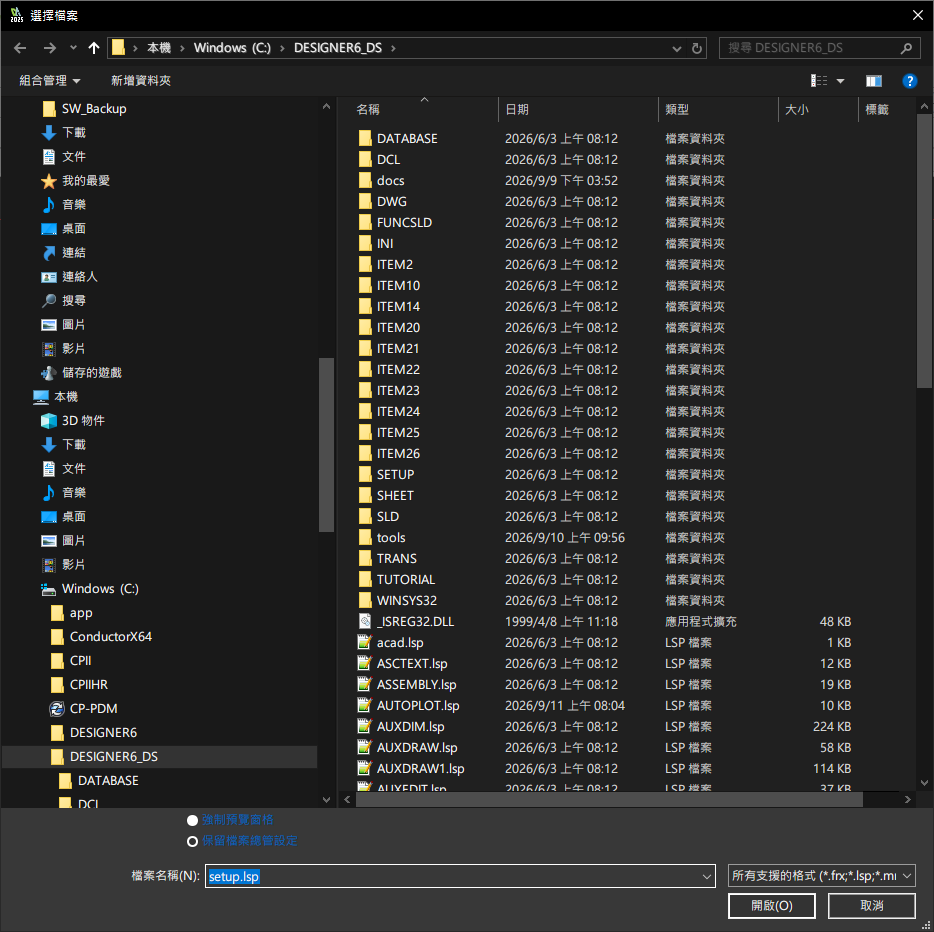 2025 選擇檔案
本機 Windows (C:) DESIGNER6_DS
搜尋 DESIGNER6_DS
組合管理 新增資料夾
SW_Backup
下載
文件
我的最愛
音樂
桌面
連結
連絡人
搜尋
圖片
影片
儲存的遊戲
本機
3D 物件
下載
文件
音樂
桌面
圖片
影片
Windows (C:)
app
ConductorX64
CPII
CPIIHR
CP-PDM
DESIGNER6
DESIGNER6_DS
DATABASE
DCL
名稱 日期 類型 大小 標籤
DATABASE 2026/6/3 上午 08:12 檔案資料夾
DCL 2026/6/3 上午 08:12 檔案資料夾
docs 2026/9/9 下午 03:52 檔案資料夾
DWG 2026/6/3 上午 08:12 檔案資料夾
FUNCSLD 2026/6/3 上午 08:12 檔案資料夾
INI 2026/6/3 上午 08:12 檔案資料夾
ITEM2 2026/6/3 上午 08:12 檔案資料夾
ITEM10 2026/6/3 上午 08:12 檔案資料夾
ITEM14 2026/6/3 上午 08:12 檔案資料夾
ITEM20 2026/6/3 上午 08:12 檔案資料夾
ITEM21 2026/6/3 上午 08:12 檔案資料夾
ITEM22 2026/6/3 上午 08:12 檔案資料夾
ITEM23 2026/6/3 上午 08:12 檔案資料夾
ITEM24 2026/6/3 上午 08:12 檔案資料夾
ITEM25 2026/6/3 上午 08:12 檔案資料夾
ITEM26 2026/6/3 上午 08:12 檔案資料夾
SETUP 2026/6/3 上午 08:12 檔案資料夾
SHEET 2026/6/3 上午 08:12 檔案資料夾
SLD 2026/6/3 上午 08:12 檔案資料夾
tools 2026/9/10 上午 09:56 檔案資料夾
TRANS 2026/6/3 上午 08:12 檔案資料夾
TUTORIAL 2026/6/3 上午 08:12 檔案資料夾
WINSYS32 2026/6/3 上午 08:12 檔案資料夾
_ISREG32.DLL 1999/4/8 上午 11:18 應用程式擴充 48 KB
acad.lsp 2026/6/3 上午 08:12 LSP 檔案 1 KB
ASCTEXT.lsp 2026/6/3 上午 08:12 LSP 檔案 12 KB
ASSEMBLY.lsp 2026/6/3 上午 08:12 LSP 檔案 19 KB
AUTOPLOT.lsp 2026/9/11 上午 08:04 LSP 檔案 10 KB
AUXDIM.lsp 2026/6/3 上午 08:12 LSP 檔案 224 KB
AUXDRAW.lsp 2026/6/3 上午 08:12 LSP 檔案 58 KB
AUXDRAW1.lsp 2026/6/3 上午 08:12 LSP 檔案 114 KB
AUXEDIT.lsp 2026/6/3 上午 08:12 LSP 檔案 37 KB
強制預覽窗格
保留檔案總管設定
檔案名稱(N): setup.lsp 所有支援的格式 (*.frx;*.lsp;*.mn
開啟(O) 取消